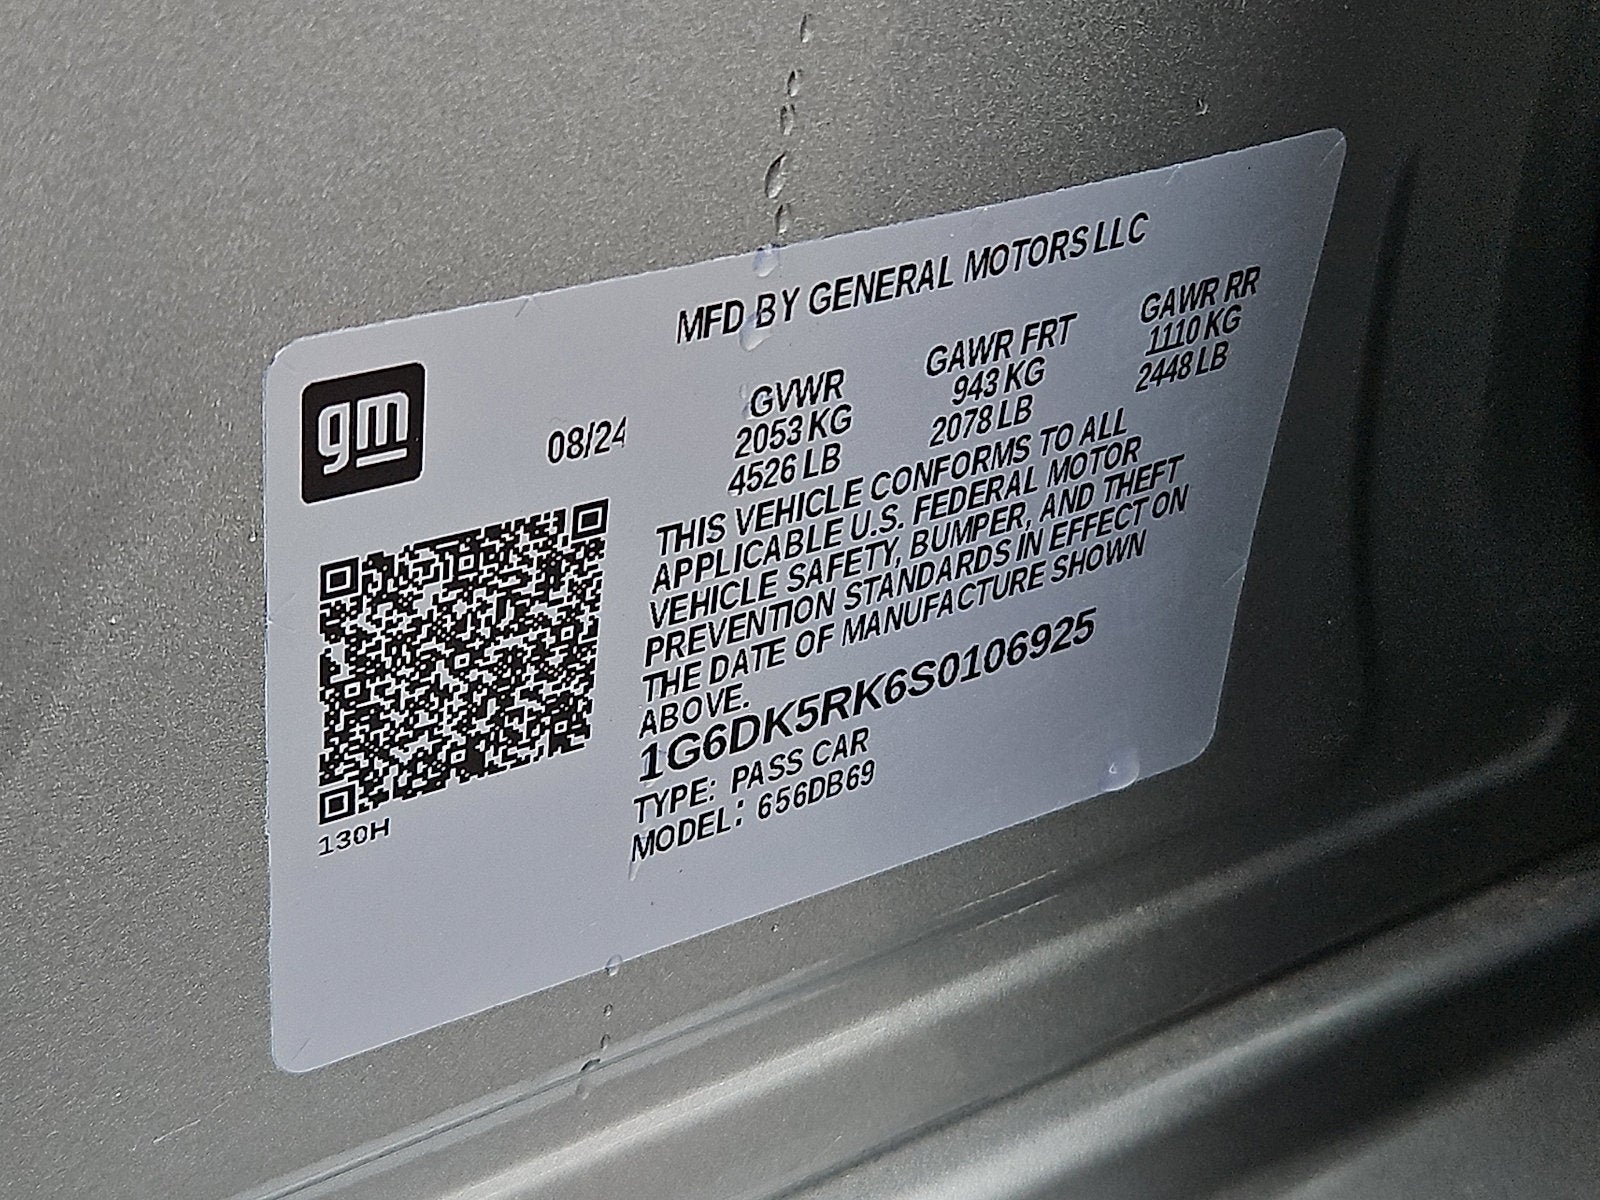 MFD BY GENERAL MOTORS LLC
gm
08/24
GVWR GAWR FRT GAWR RR
2053 KG 943 KG 1110 KG
4526 LB 2078 LB 2448 LB
THIS VEHICLE CONFORMS TO ALL
APPLICABLE U.S. FEDERAL MOTOR
VEHICLE SAFETY, BUMPER, AND THEFT
PREVENTION STANDARDS IN EFFECT ON
THE DATE OF MANUFACTURE SHOWN
ABOVE.
1G6DK5RK6S0106925
TYPE: PASS CAR
MODEL: 656DB69
130H